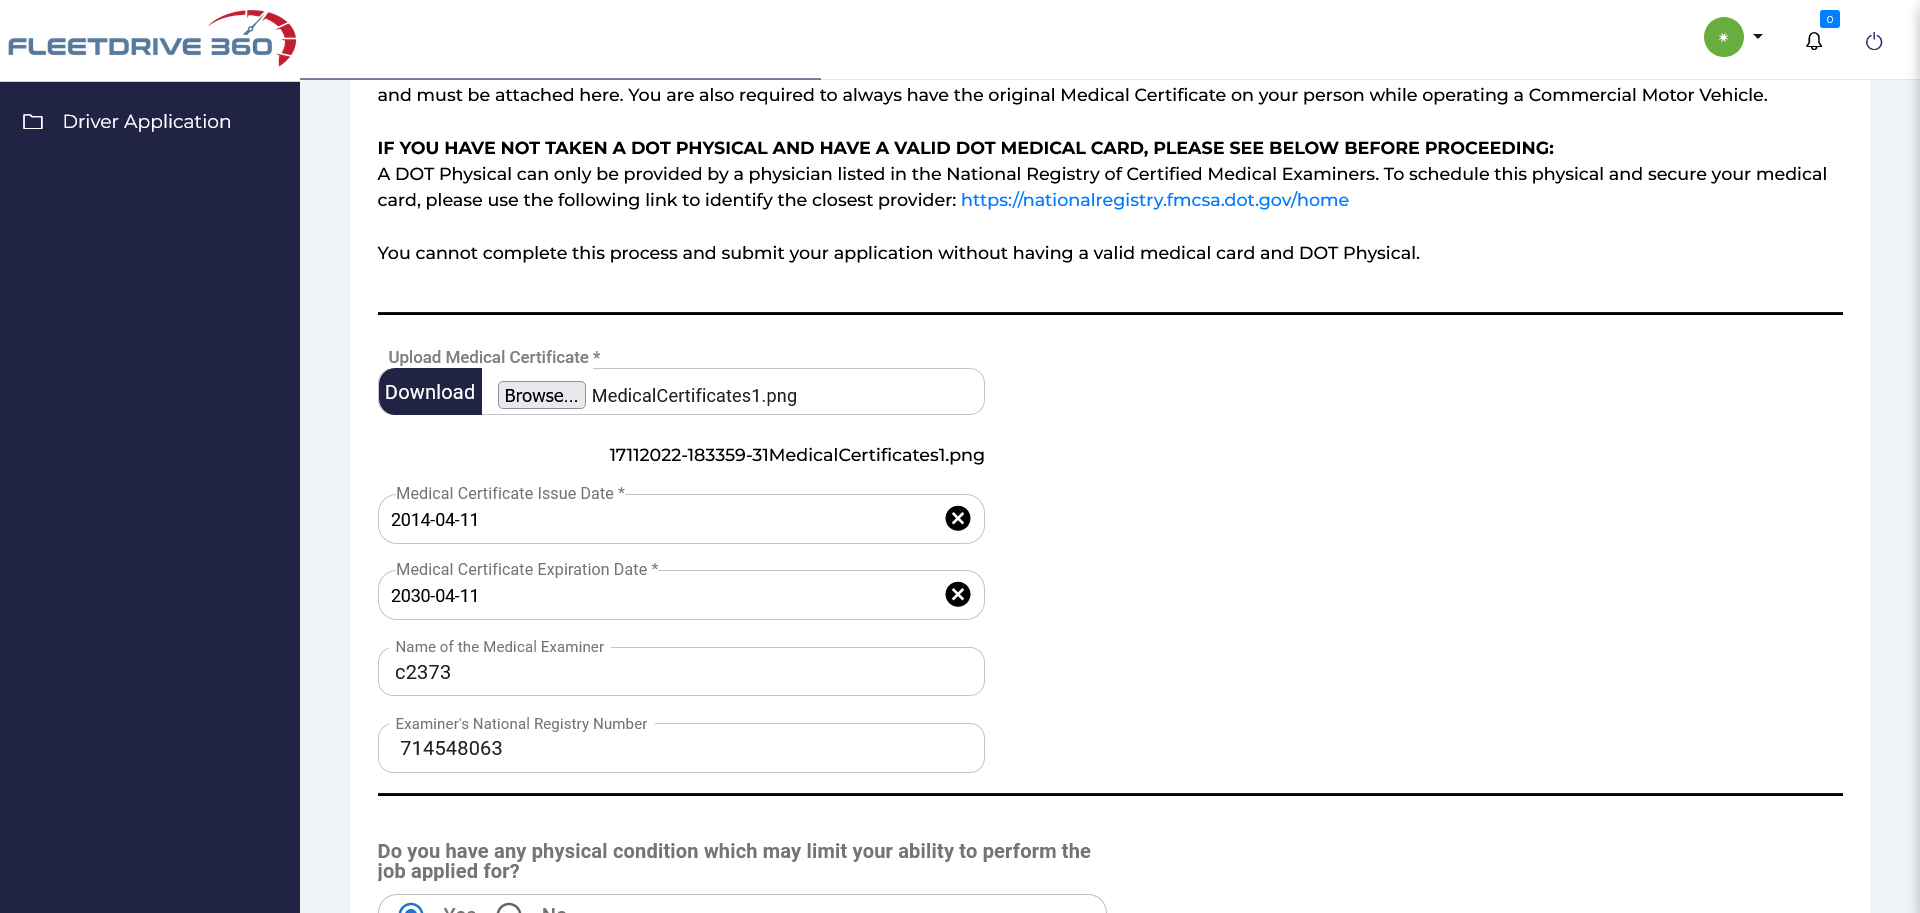 FLEETDRIVE 360
0
Driver Application
and must be attached here. You are also required to always have the original Medical Certificate on your person while operating a Commercial Motor Vehicle.
IF YOU HAVE NOT TAKEN A DOT PHYSICAL AND HAVE A VALID DOT MEDICAL CARD, PLEASE SEE BELOW BEFORE PROCEEDING:
A DOT Physical can only be provided by a physician listed in the National Registry of Certified Medical Examiners. To schedule this physical and secure your medical
card, please use the following link to identify the closest provider: https://nationalregistry.fmcsa.dot.gov/home
You cannot complete this process and submit your application without having a valid medical card and DOT Physical.
Upload Medical Certificate *
Download Browse... MedicalCertificates1.png
17112022-183359-31MedicalCertificates1.png
Medical Certificate Issue Date *
2014-04-11
Medical Certificate Expiration Date *
2030-04-11
Name of the Medical Examiner
c2373
Examiner's National Registry Number
714548063
Do you have any physical condition which may limit your ability to perform the
job applied for?
Yes No